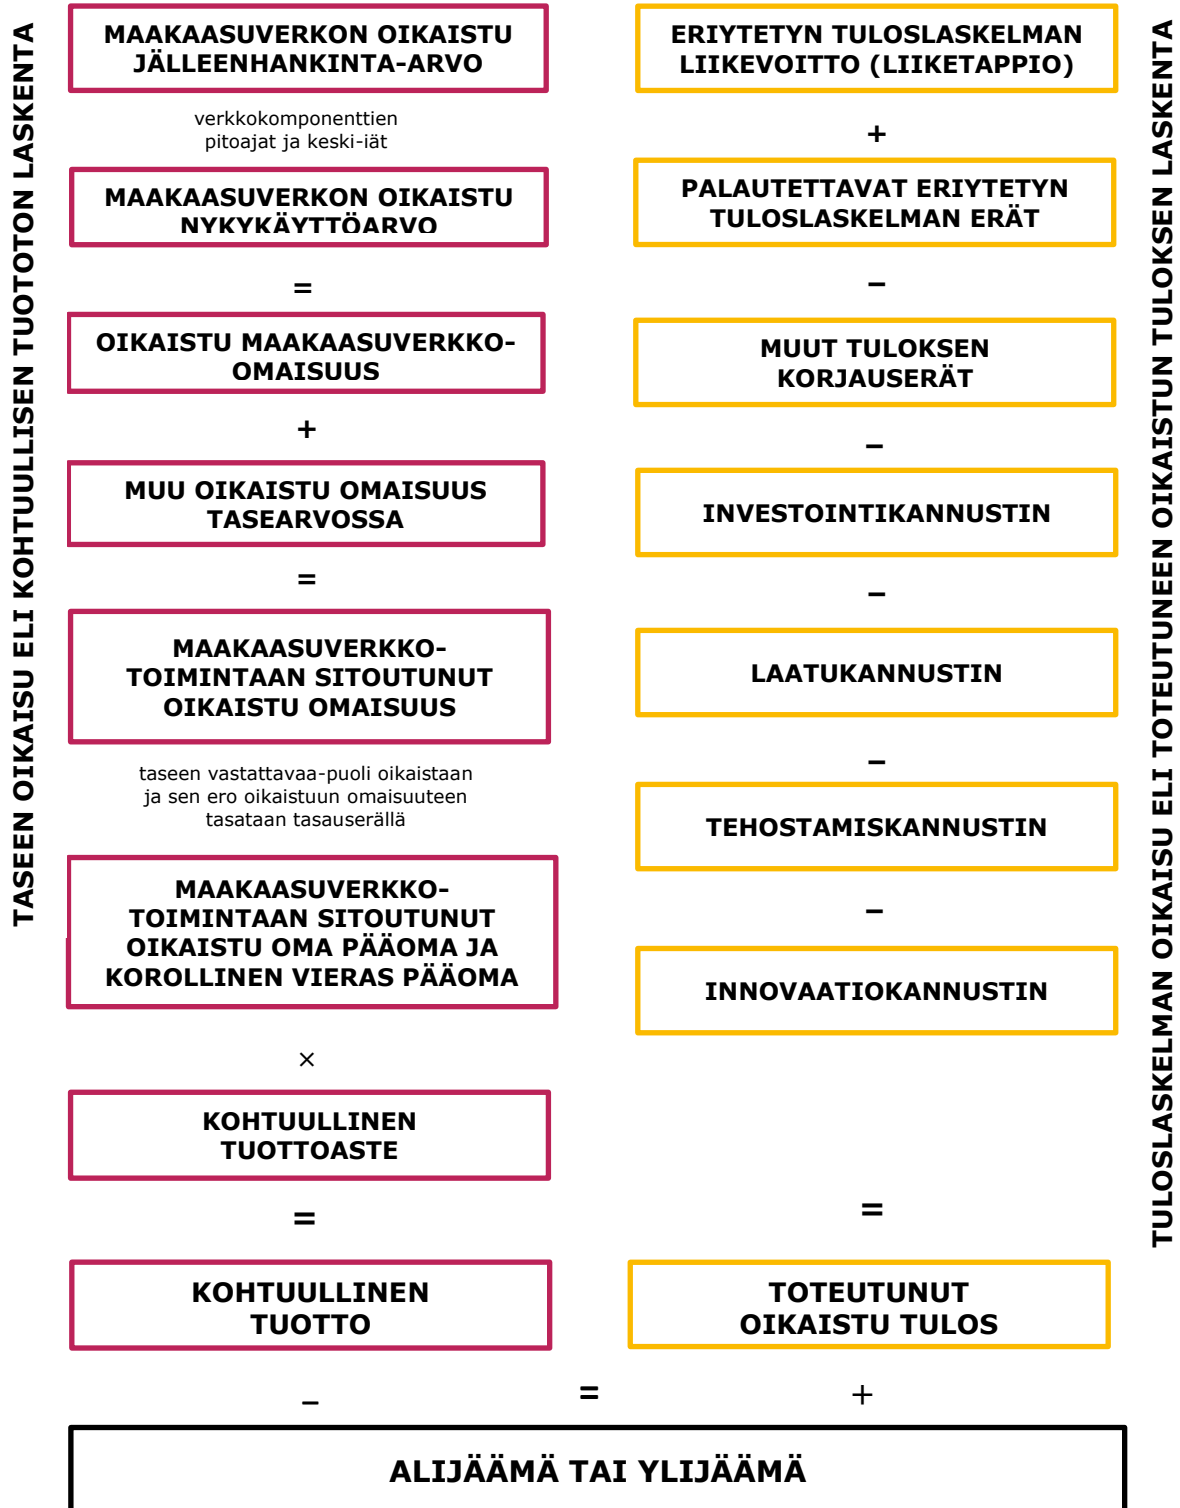 TASEEN OIKAISU ELI KOHTUULLISEN TUOTOTON LASKENTA
MAAKAASUVERKON OIKAISTU
JÄLLEENHANKINTA-ARVO
verkkokomponenttien
pitoajat ja keski-iät
MAAKAASUVERKON OIKAISTU
NYKYKÄYTTÖARVO
=
OIKAISTU MAAKAASUVERKKO-
OMAISUUS
+
MUU OIKAISTU OMAISUUS
TASEARVOSSA
=
MAAKAASUVERKKO-
TOIMINTAAN SITOUTUNUT
OIKAISTU OMAISUUS
taseen vastattavaa-puoli oikaistaan
ja sen ero oikaistuun omaisuuteen
tasataan tasauserällä
MAAKAASUVERKKO-
TOIMINTAAN SITOUTUNUT
OIKAISTU OMA PÄÄOMA JA
KOROLLINEN VIERAS PÄÄOMA
×
KOHTUULLINEN
TUOTTOASTE
=
KOHTUULLINEN
TUOTTO
ERIYTETYN TULOSLASKELMAN
LIIKEVOITTO (LIIKETAPPIO)
+
PALAUTETTAVAT ERIYTETYN
TULOSLASKELMAN ERÄT
–
MUUT TULOKSEN
KORJAUSERÄT
–
INVESTOINTIKANNUSTIN
–
LAATUKANNUSTIN
–
TEHOSTAMISKANNUSTIN
–
INNOVAATIOKANNUSTIN
=
TOTEUTUNUT
OIKAISTU TULOS
TULOSLASKELMAN OIKAISU ELI TOTEUTUNEEN OIKAISTUN TULOKSEN LASKENTA
– = +
ALIJÄÄMÄ TAI YLIJÄÄMÄ